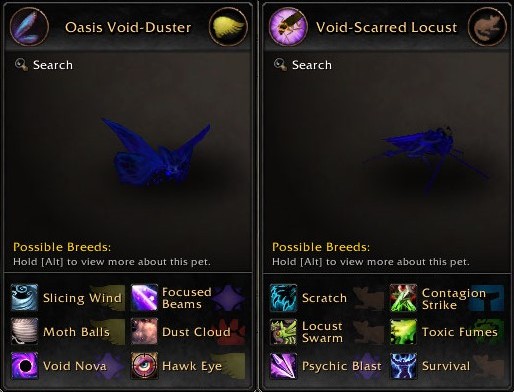 Oasis Void-Duster
Search
Possible Breeds:
Hold [Alt] to view more about this pet.
Slicing Wind
Focused
Beams
Moth Balls
Dust Cloud
Void Nova
Hawk Eye
Void-Scarred Locust
Search
Possible Breeds:
Hold [Alt] to view more about this pet.
Scratch
Contagion
Strike
Locust
Swarm
Toxic Fumes
Psychic Blast
Survival